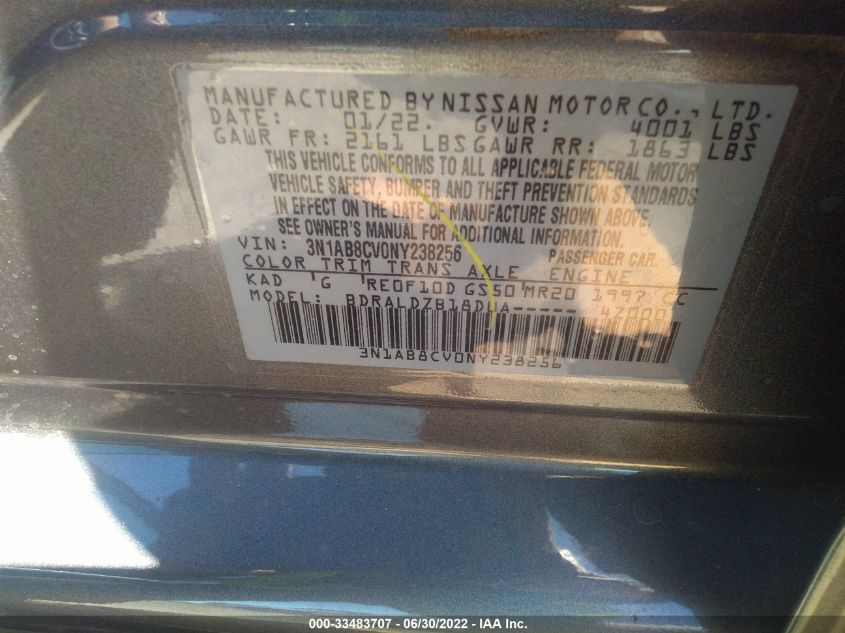 MANUFACTURED BY NISSAN MOTOR CO., LTD.
DATE: 01/22. GVWR: 4001 LBS
GAWR FR: 2161 LBS GAWR RR: 1863 LBS
THIS VEHICLE CONFORMS TO ALL APPLICABLE FEDERAL MOTOR
VEHICLE SAFETY, BUMPER AND THEFT PREVENTION STANDARDS
IN EFFECT ON THE DATE OF MANUFACTURE SHOWN ABOVE.
SEE OWNER'S MANUAL FOR ADDITIONAL INFORMATION.
VIN: 3N1AB8CV0NY238256 PASSENGER CAR.
COLOR TRIM TRANS AXLE ENGINE
KAD G RE0F10D GS50 MR20 1997 CC
MODEL: BDRALDZB18DUA-----
3N1AB8CV0NY238256
000-33483707 - 06/30/2022 - IAA Inc.